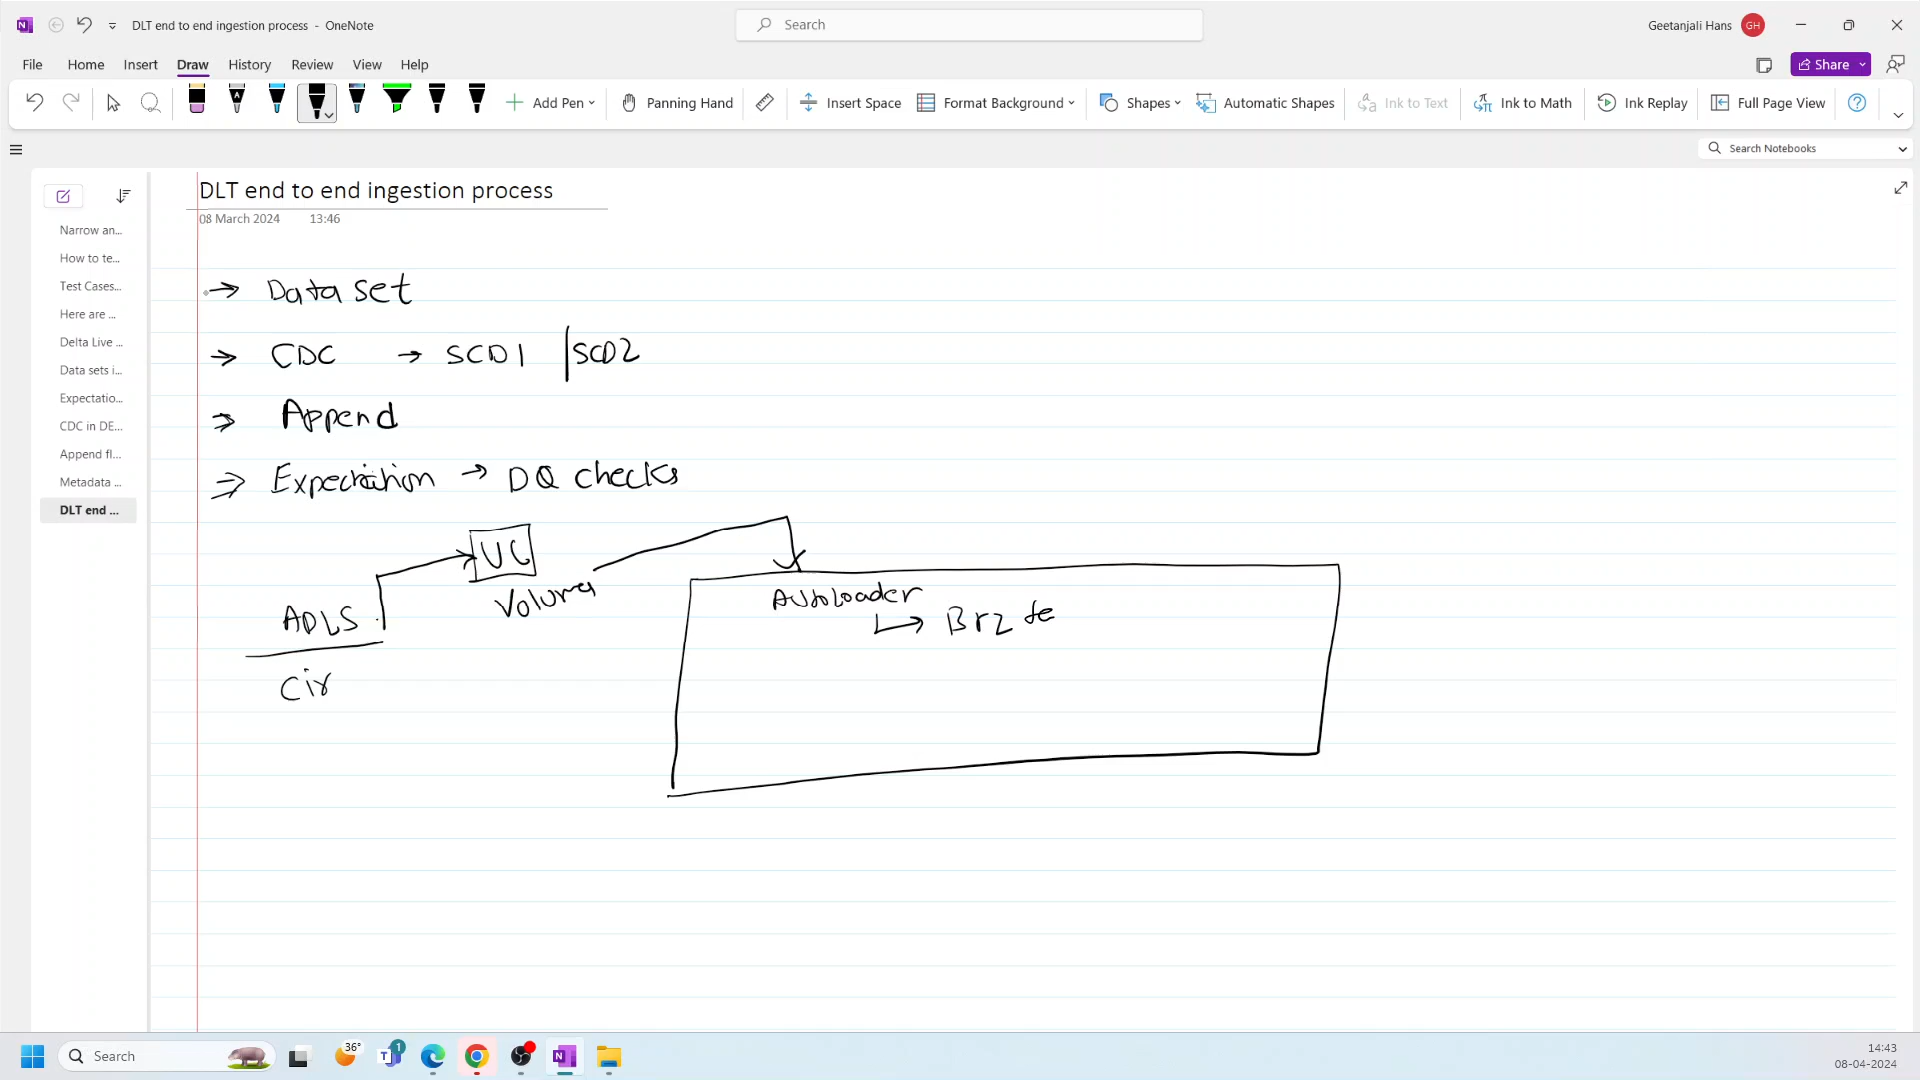 DLT end to end ingestion process - OneNote
Search
Geetanjali Hans
GH
File Home Insert Draw History Review View Help
Share
Add Pen
Panning Hand
Insert Space
Format Background
Shapes
Automatic Shapes
Ink to Text
Ink to Math
Ink Replay
Full Page View
Search Notebooks
DLT end to end ingestion process
08 March 2024 13:46
Narrow an...
How to te...
Test Cases...
Here are ...
Delta Live ...
Data sets i...
Expectatio...
CDC in DE...
Append fl...
Metadata ...
DLT end ...
→ Data set
→ CDC → SCD1 |SCD2
⇒ Append
⇒ Expectation → DQ checks
UC
Volumes
ADLS
Autoloader
Brz te
Search
36°
1
14:43
08-04-2024